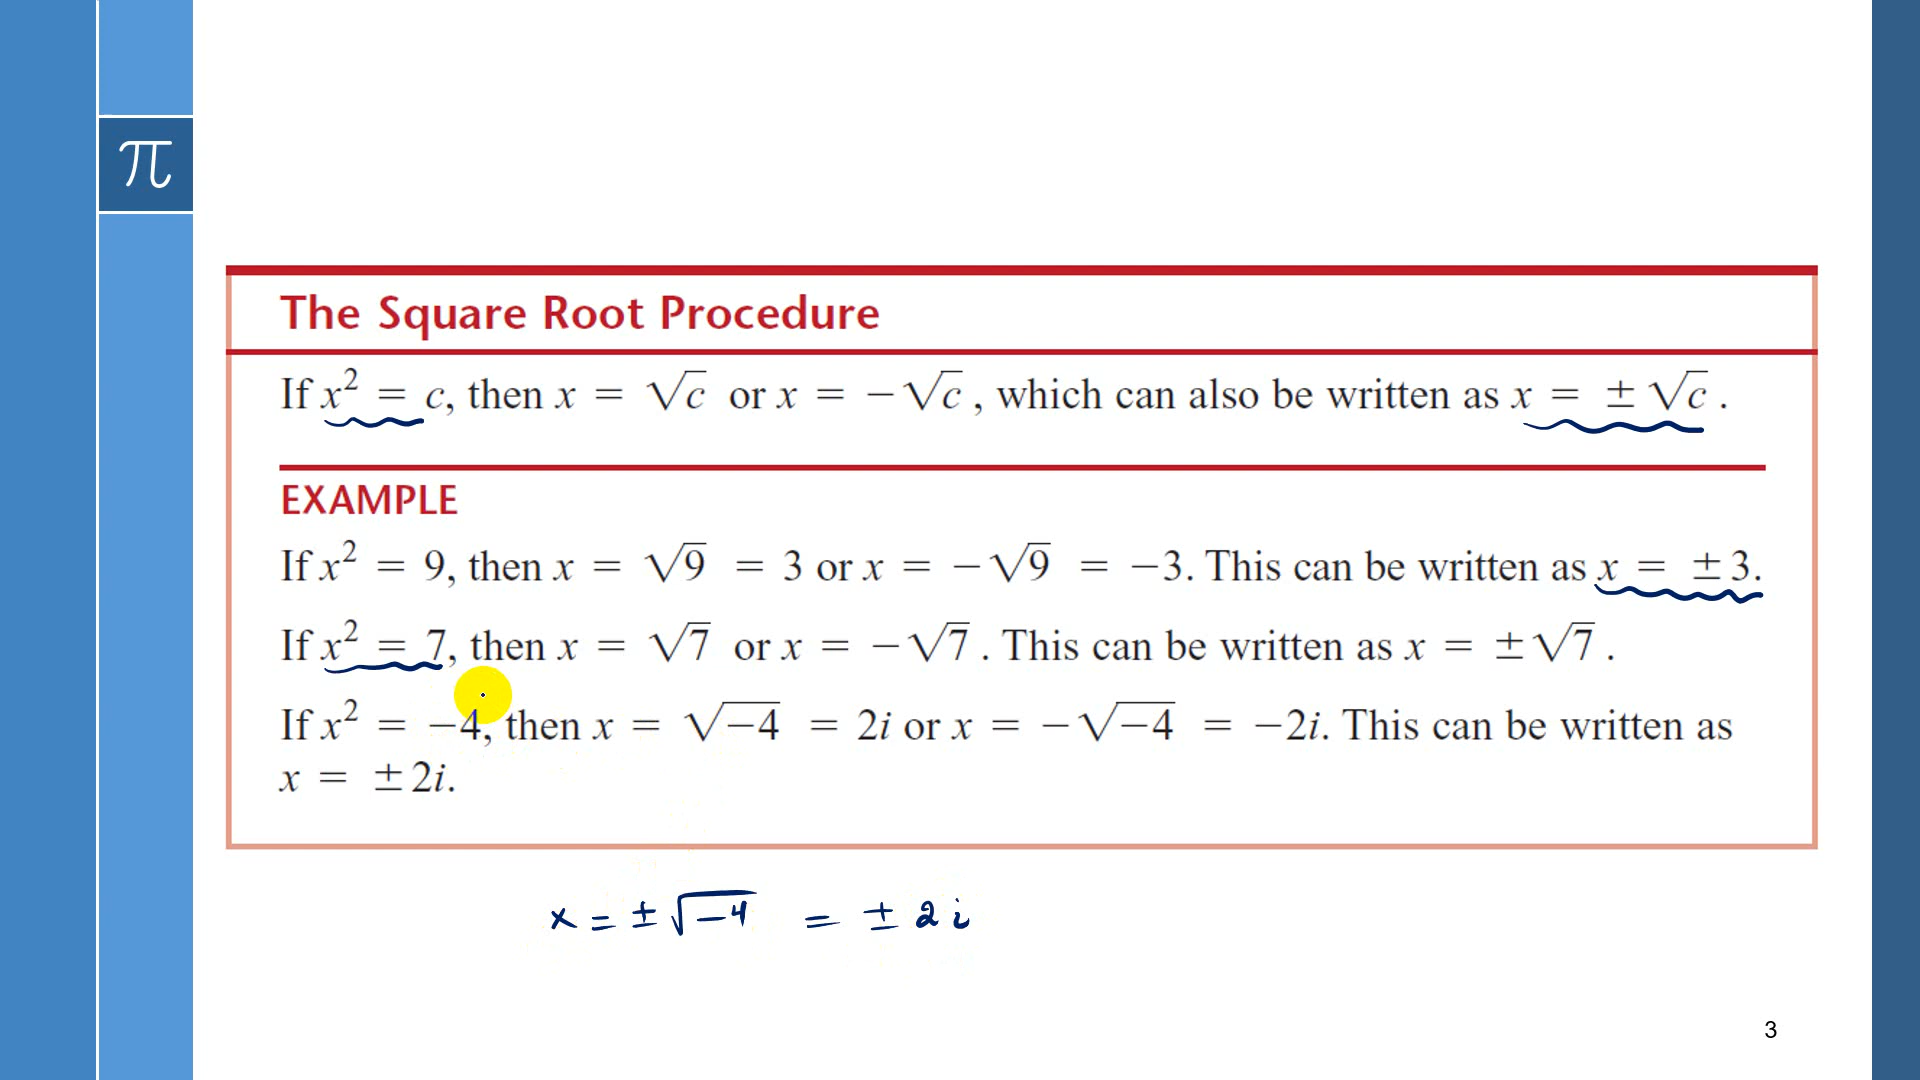 π
The Square Root Procedure
If x² = c, then x = √c or x = −√c , which can also be written as x = ±√c .
EXAMPLE
If x² = 9, then x = √9 = 3 or x = −√9 = −3. This can be written as x = ±3.
If x² = 7, then x = √7 or x = −√7 . This can be written as x = ±√7 .
If x² = −4, then x = √−4 = 2i or x = −√−4 = −2i. This can be written as
x = ±2i.
x = ±√−4 = ± 2 i
3